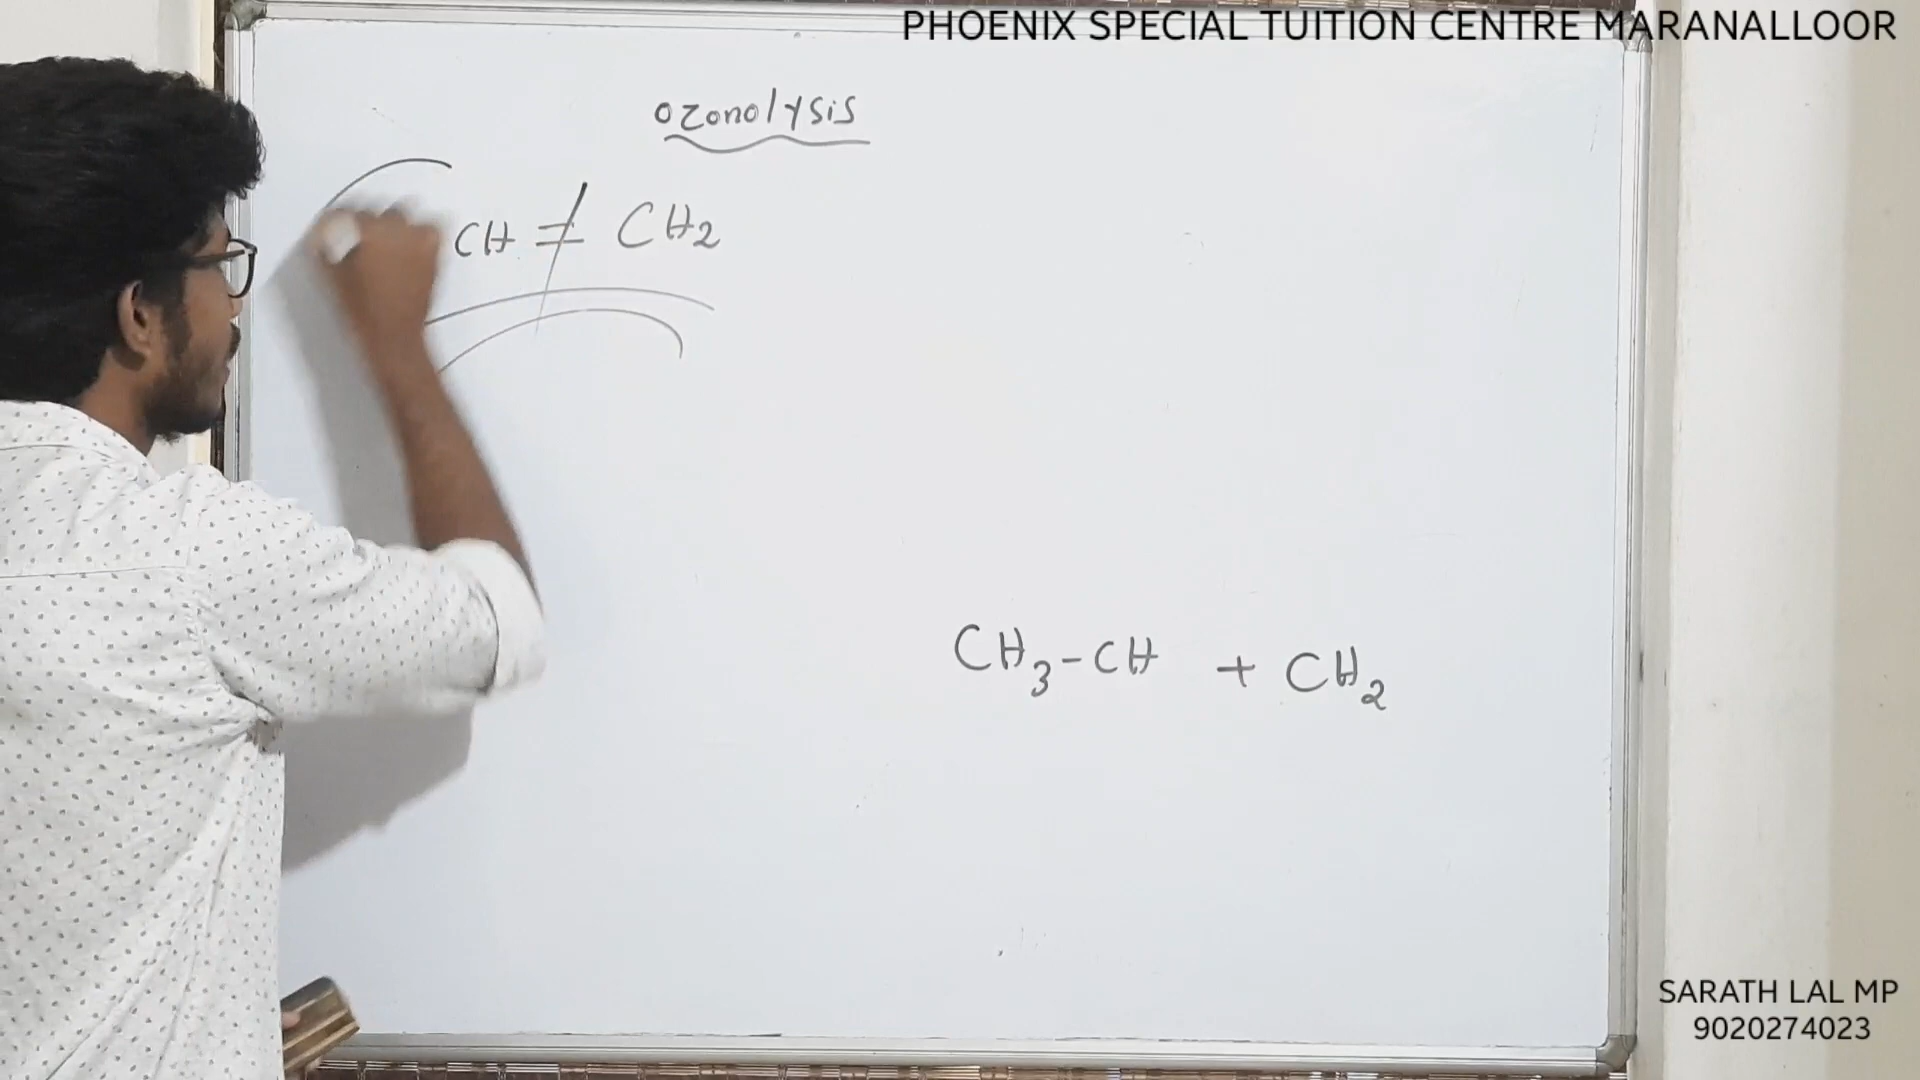 PHOENIX SPECIAL TUITION CENTRE MARANALLOOR
ozonolysis
CH = CH2
CH3-CH + CH2
SARATH LAL MP
9020274023